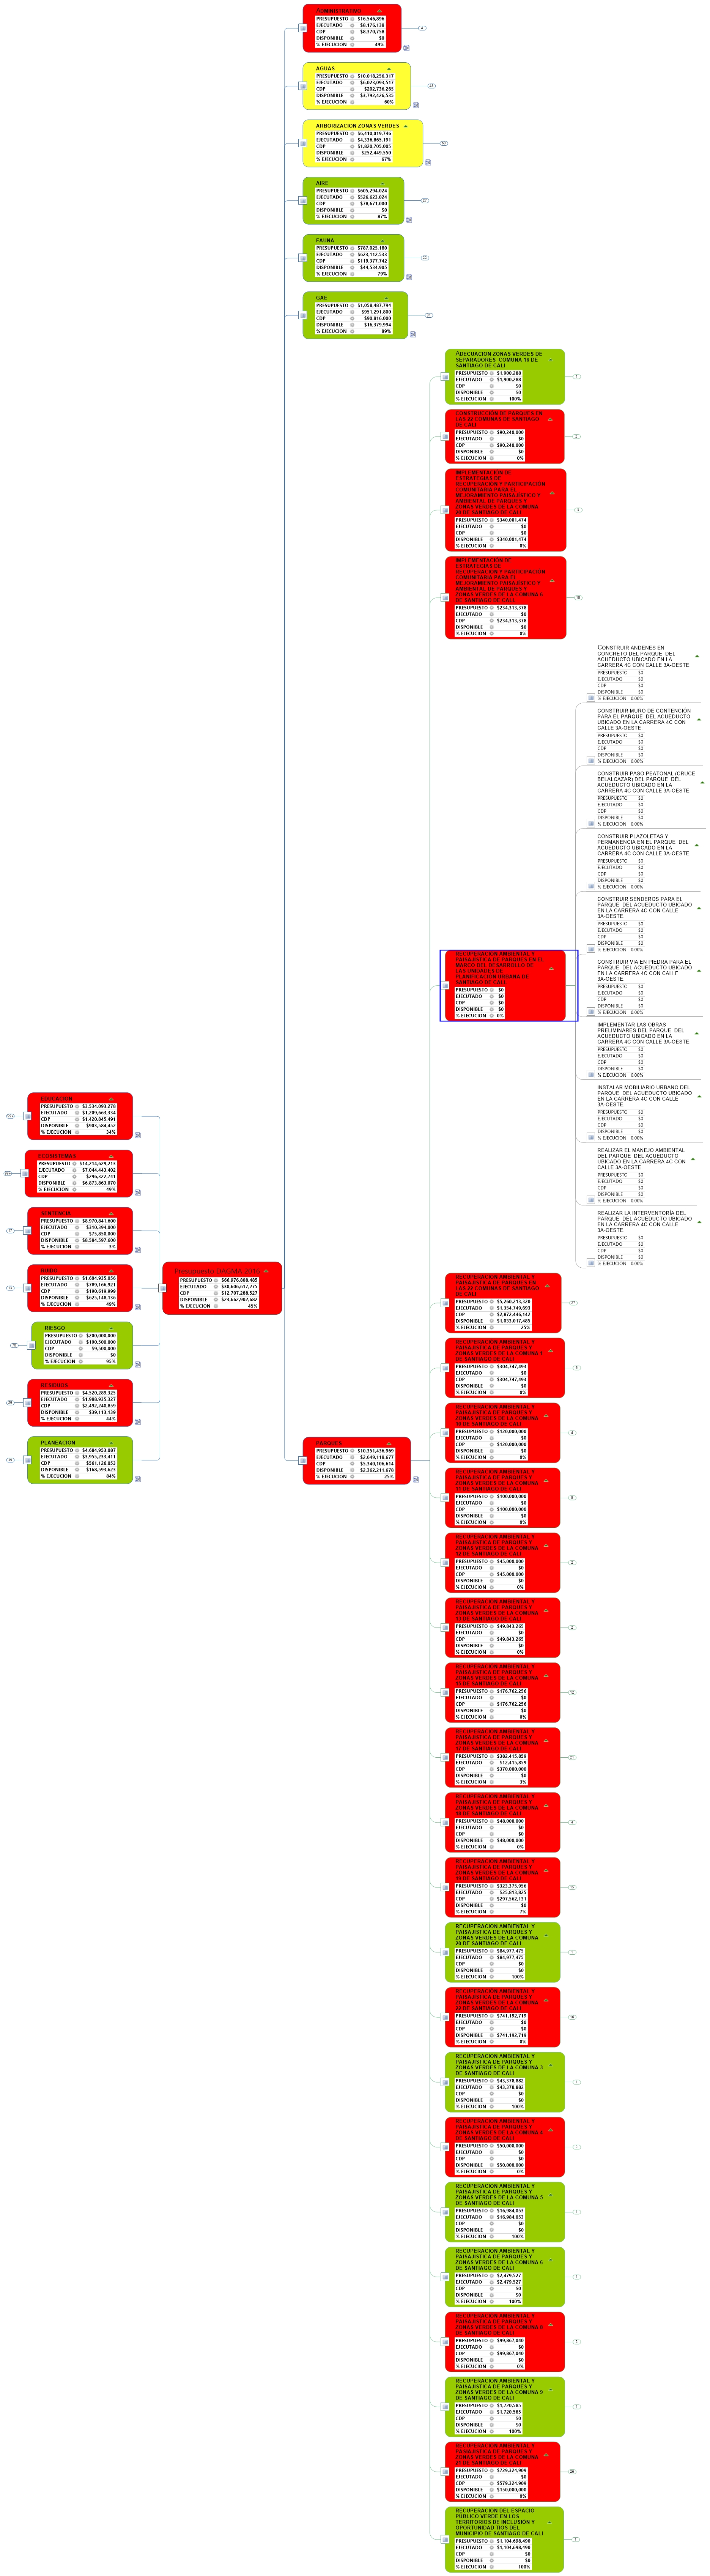 ADMINISTRATIVO
PRESUPUESTO $16,546,896
EJECUTADO $8,176,138
CDP $8,370,758
DISPONIBLE $0
% EJECUCION 49%
AGUAS
PRESUPUESTO $10,018,256,317
EJECUTADO $6,023,093,517
CDP $202,736,265
DISPONIBLE $3,792,426,535
% EJECUCION 60%
ARBORIZACION ZONAS VERDES
PRESUPUESTO $6,410,019,746
EJECUTADO $4,336,865,191
CDP $1,820,705,005
DISPONIBLE $252,449,550
% EJECUCION 67%
AIRE
PRESUPUESTO $605,294,024
EJECUTADO $526,623,024
CDP $78,671,000
DISPONIBLE $0
% EJECUCION 87%
FAUNA
PRESUPUESTO $787,025,180
EJECUTADO $623,112,533
CDP $119,377,742
DISPONIBLE $44,534,905
% EJECUCION 79%
GAE
PRESUPUESTO $1,058,487,794
EJECUTADO $951,291,800
CDP $90,816,000
DISPONIBLE $16,379,994
% EJECUCION 89%
ADECUACION ZONAS VERDES DE
SEPARADORES COMUNA 16 DE
SANTIAGO DE CALI
PRESUPUESTO $1,900,288
EJECUTADO $1,900,288
CDP $0
DISPONIBLE $0
% EJECUCION 100%
CONSTRUCCION DE PARQUES EN
LAS 22 COMUNAS DE SANTIAGO
DE CALI
PRESUPUESTO $90,240,000
EJECUTADO $0
CDP $90,240,000
DISPONIBLE $0
% EJECUCION 0%
IMPLEMENTACION DE
ESTRATEGIAS DE
RECUPERACION Y PARTICIPACIÓN
COMUNITARIA PARA EL
MEJORAMIENTO PAISAJÍSTICO Y
AMBIENTAL DE PARQUES Y
ZONAS VERDES DE LA COMUNA
DE SANTIAGO DE CALI
PRESUPUESTO $340,001,474
EJECUTADO $0
CDP $0
DISPONIBLE $340,001,474
% EJECUCION 0%
IMPLEMENTACION DE
ESTRATEGIAS DE
RECUPERACION Y PARTICIPACIÓN
COMUNITARIA PARA EL
MEJORAMIENTO PAISAJÍSTICO Y
AMBIENTAL DE PARQUES Y
ZONAS VERDES DE LA COMUNA 6
DE SANTIAGO DE CALI
PRESUPUESTO $234,313,378
EJECUTADO $0
CDP $234,313,378
DISPONIBLE $0
% EJECUCION 0%
CONSTRUIR ANDENES EN
CONCRETO DEL PARQUE DEL
ACUEDUCTO UBICADO EN LA
CARRERA 4C CON CALLE 3A-OESTE.
PRESUPUESTO $0
EJECUTADO $0
CDP $0
DISPONIBLE $0
% EJECUCION 0.00%
CONSTRUIR MURO DE CONTENCIÓN
PARA EL PARQUE DEL ACUEDUCTO
UBICADO EN LA CARRERA 4C CON
CALLE 3A-OESTE
PRESUPUESTO $0
EJECUTADO $0
CDP $0
DISPONIBLE $0
% EJECUCION 0.00%
CONSTRUIR PASO PEATONAL (CRUCE
BELALCAZAR) DEL PARQUE DEL
ACUEDUCTO UBICADO EN LA
CARRERA 4C CON CALLE 3A-OESTE.
PRESUPUESTO $0
EJECUTADO $0
CDP $0
DISPONIBLE $0
% EJECUCION 0.00%
CONSTRUIR PLAZOLETAS Y
PERMANENCIA EN EL PARQUE DEL
ACUEDUCTO UBICADO EN LA
CARRERA 4C CON CALLE 3A-OESTE.
PRESUPUESTO $0
EJECUTADO $0
CDP $0
DISPONIBLE $0
% EJECUCION 0.00%
CONSTRUIR SENDEROS PARA EL
PARQUE DEL ACUEDUCTO UBICADO
EN LA CARRERA 4C CON CALLE
3A-OESTE.
PRESUPUESTO $0
EJECUTADO $0
CDP $0
DISPONIBLE $0
% EJECUCION 0.00%
CONSTRUIR VIA EN PIEDRA PARA EL
PARQUE DEL ACUEDUCTO UBICADO
EN LA CARRERA 4C CON CALLE
3A-OESTE
PRESUPUESTO $0
EJECUTADO $0
CDP $0
DISPONIBLE $0
% EJECUCION 0.00%
IMPLEMENTAR LAS OBRAS
PRELIMINARES DEL PARQUE DEL
ACUEDUCTO UBICADO EN LA
CARRERA 4C CON CALLE 3A-OESTE.
PRESUPUESTO $0
EJECUTADO $0
CDP $0
DISPONIBLE $0
% EJECUCION 0.00%
INSTALAR MOBILIARIO URBANO DEL
PARQUE DEL ACUEDUCTO UBICADO
EN LA CARRERA 4C CON CALLE
3A-OESTE.
PRESUPUESTO $0
EJECUTADO $0
CDP $0
DISPONIBLE $0
% EJECUCION 0.00%
REALIZAR EL MANEJO AMBIENTAL
DEL PARQUE DEL ACUEDUCTO
UBICADO EN LA CARRERA 4C CON
CALLE 3A-OESTE
PRESUPUESTO $0
EJECUTADO $0
CDP $0
DISPONIBLE $0
% EJECUCION 0.00%
REALIZAR LA INTERVENTORÍA DEL
PARQUE DEL ACUEDUCTO UBICADO
EN LA CARRERA 4C CON CALLE
3A-OESTE.
PRESUPUESTO $0
EJECUTADO $0
CDP $0
DISPONIBLE $0
% EJECUCION 0.00%
RECUPERACION AMBIENTAL Y
PAISAJISTICA DE PARQUES EN EL
MARCO DEL DESARROLLO DE
LAS UNIDADES DE
PLANIFICACION URBANA DE
SANTIAGO DE CALI
PRESUPUESTO $0
EJECUTADO $0
CDP $0
DISPONIBLE $0
% EJECUCION 0%
EDUCACION
PRESUPUESTO $3,534,093,278
EJECUTADO $1,209,663,334
CDP $1,420,845,491
DISPONIBLE $903,584,452
% EJECUCION 34%
ECOSISTEMAS
PRESUPUESTO $14,214,629,213
EJECUTADO $7,044,443,402
CDP $296,322,741
DISPONIBLE $6,873,863,070
% EJECUCION 49%
SENTENCIA
PRESUPUESTO $8,970,841,600
EJECUTADO $310,394,000
CDP $75,850,000
DISPONIBLE $8,584,597,600
% EJECUCION 3%
RUIDO
PRESUPUESTO $1,604,935,056
EJECUTADO $789,166,921
CDP $190,619,999
DISPONIBLE $625,148,136
% EJECUCION 49%
RIESGO
PRESUPUESTO $200,000,000
EJECUTADO $190,500,000
CDP $9,500,000
DISPONIBLE $0
% EJECUCION 95%
RESIDUOS
PRESUPUESTO $4,520,289,325
EJECUTADO $1,988,935,327
CDP $2,492,240,859
DISPONIBLE $39,113,139
% EJECUCION 44%
PLANEACION
PRESUPUESTO $4,684,953,087
EJECUTADO $3,955,233,411
CDP $561,126,053
DISPONIBLE $168,593,623
% EJECUCION 84%
Presupuesto DAGMA 2016
PRESUPUESTO $66,976,808,485
EJECUTADO $30,606,617,275
CDP $12,707,288,527
DISPONIBLE $23,662,902,682
% EJECUCION 45%
PARQUES
PRESUPUESTO $10,351,436,969
EJECUTADO $2,649,118,677
CDP $5,340,106,614
DISPONIBLE $2,362,211,678
% EJECUCION 25%
RECUPERACION AMBIENTAL Y
PAISAJISTICA DE PARQUES EN
LAS 22 COMUNAS DE SANTIAGO
DE CALI
PRESUPUESTO $5,260,213,320
EJECUTADO $1,354,749,693
CDP $2,872,446,142
DISPONIBLE $1,033,017,485
% EJECUCION 25%
RECUPERACION AMBIENTAL Y
PAISAJISTICA DE PARQUES Y
ZONAS VERDES DE LA COMUNA 1
DE SANTIAGO DE CALI
PRESUPUESTO $304,747,493
EJECUTADO $0
CDP $304,747,493
DISPONIBLE $0
% EJECUCION 0%
RECUPERACION AMBIENTAL Y
PAISAJISTICA DE PARQUES Y
ZONAS VERDES DE LA COMUNA
10 DE SANTIAGO DE CALI
PRESUPUESTO $120,000,000
EJECUTADO $0
CDP $120,000,000
DISPONIBLE $0
% EJECUCION 0%
RECUPERACION AMBIENTAL Y
PAISAJISTICA DE PARQUES Y
ZONAS VERDES DE LA COMUNA
11 DE SANTIAGO DE CALI
PRESUPUESTO $100,000,000
EJECUTADO $0
CDP $100,000,000
DISPONIBLE $0
% EJECUCION 0%
RECUPERACION AMBIENTAL Y
PAISAJISTICA DE PARQUES Y
ZONAS VERDES DE LA COMUNA
DE SANTIAGO DE CALI
PRESUPUESTO $45,000,000
EJECUTADO $0
CDP $45,000,000
DISPONIBLE $0
% EJECUCION 0%
RECUPERACION AMBIENTAL Y
PAISAJISTICA DE PARQUES Y
ZONAS VERDES DE LA COMUNA
DE SANTIAGO DE CALI
PRESUPUESTO $49,843,265
EJECUTADO $0
CDP $49,843,265
DISPONIBLE $0
% EJECUCION 0%
RECUPERACION AMBIENTAL Y
PAISAJISTICA DE PARQUES Y
ZONAS VERDES DE LA COMUNA
DE SANTIAGO DE CALI
PRESUPUESTO $176,762,256
EJECUTADO $0
CDP $176,762,256
DISPONIBLE $0
% EJECUCION 0%
RECUPERACION AMBIENTAL Y
PAISAJISTICA DE PARQUES Y
ZONAS VERDES DE LA COMUNA
17 DE SANTIAGO DE CALI
PRESUPUESTO $382,415,859
EJECUTADO $12,415,859
CDP $370,000,000
DISPONIBLE $0
% EJECUCION 3%
RECUPERACION AMBIENTAL Y
PAISAJISTICA DE PARQUES Y
ZONAS VERDES DE LA COMUNA
DE SANTIAGO DE CALI
PRESUPUESTO $48,000,000
EJECUTADO $0
CDP $0
DISPONIBLE $48,000,000
% EJECUCION 0%
RECUPERACION AMBIENTAL Y
PAISAJISTICA DE PARQUES Y
ZONAS VERDES DE LA COMUNA
DE SANTIAGO DE CALI
PRESUPUESTO $323,375,956
EJECUTADO $25,813,825
CDP $297,562,131
DISPONIBLE $0
% EJECUCION 7%
RECUPERACION AMBIENTAL Y
PAISAJISTICA DE PARQUES Y
ZONAS VERDES DE LA COMUNA
20 DE SANTIAGO DE CALI
PRESUPUESTO $84,977,475
EJECUTADO $84,977,475
CDP $0
DISPONIBLE $0
% EJECUCION 100%
RECUPERACION AMBIENTAL Y
PAISAJISTICA DE PARQUES Y
ZONAS VERDES DE LA COMUNA
22 DE SANTIAGO DE CALI
PRESUPUESTO $741,192,719
EJECUTADO $0
CDP $0
DISPONIBLE $741,192,719
% EJECUCION 0%
RECUPERACION AMBIENTAL Y
PAISAJISTICA DE PARQUES Y
ZONAS VERDES DE LA COMUNA 3
DE SANTIAGO DE CALI
PRESUPUESTO $43,378,882
EJECUTADO $43,378,882
CDP $0
DISPONIBLE $0
% EJECUCION 100%
RECUPERACION AMBIENTAL Y
PAISAJISTICA DE PARQUES Y
ZONAS VERDES DE LA COMUNA 4
DE SANTIAGO DE CALI
PRESUPUESTO $50,000,000
EJECUTADO $0
CDP $0
DISPONIBLE $50,000,000
% EJECUCION 0%
RECUPERACION AMBIENTAL Y
PAISAJISTICA DE PARQUES Y
ZONAS VERDES DE LA COMUNA 5
DE SANTIAGO DE CALI
PRESUPUESTO $16,984,053
EJECUTADO $16,984,053
CDP $0
DISPONIBLE $0
% EJECUCION 100%
RECUPERACION AMBIENTAL Y
PAISAJISTICA DE PARQUES Y
ZONAS VERDES DE LA COMUNA 6
DE SANTIAGO DE CALI
PRESUPUESTO $2,479,527
EJECUTADO $2,479,527
CDP $0
DISPONIBLE $0
% EJECUCION 100%
RECUPERACION AMBIENTAL Y
PAISAJISTICA DE PARQUES Y
ZONAS VERDES DE LA COMUNA 8
DE SANTIAGO DE CALI
PRESUPUESTO $99,867,040
EJECUTADO $0
CDP $99,867,040
DISPONIBLE $0
% EJECUCION 0%
RECUPERACION AMBIENTAL Y
PAISAJISTICA DE PARQUES Y
ZONAS VERDES DE LA COMUNA 9
DE SANTIAGO DE CALI
PRESUPUESTO $1,720,585
EJECUTADO $1,720,585
CDP $0
DISPONIBLE $0
% EJECUCION 100%
RECUPERACION AMBIENTAL Y
PAISAJISTICA DE PARQUES Y
ZONAS VERDES DE LA COMUNA
21 DE SANTIAGO DE CALI
PRESUPUESTO $729,324,909
EJECUTADO $0
CDP $579,324,909
DISPONIBLE $150,000,000
% EJECUCION 0%
RECUPERACION DEL ESPACIO
PÚBLICO VERDE EN LOS
TERRITORIOS DE INCLUSIÓN Y
OPORTUNIDAD TIOS DEL
MUNICIPIO DE SANTIAGO DE CALI
PRESUPUESTO $1,104,698,490
EJECUTADO $1,104,698,490
CDP $0
DISPONIBLE $0
% EJECUCION 100%